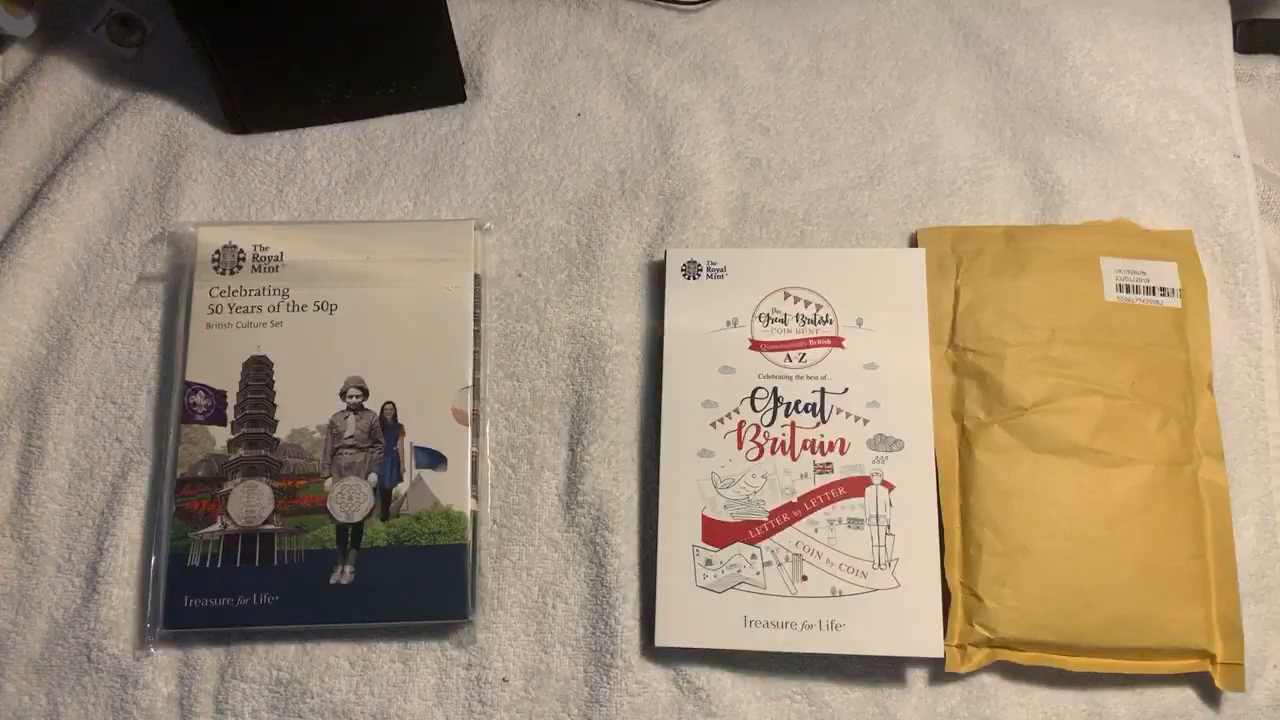 The
Royal
Mint
Celebrating
50 Years of the 50p
British Culture Set
Treasure for Life
The
Royal
Mint
The
Great British
COIN HUNT
Quintessentially British
A-Z
Celebrating the best of...
Great
Britain
...LETTER by LETTER
COIN by COIN
Treasure for Life